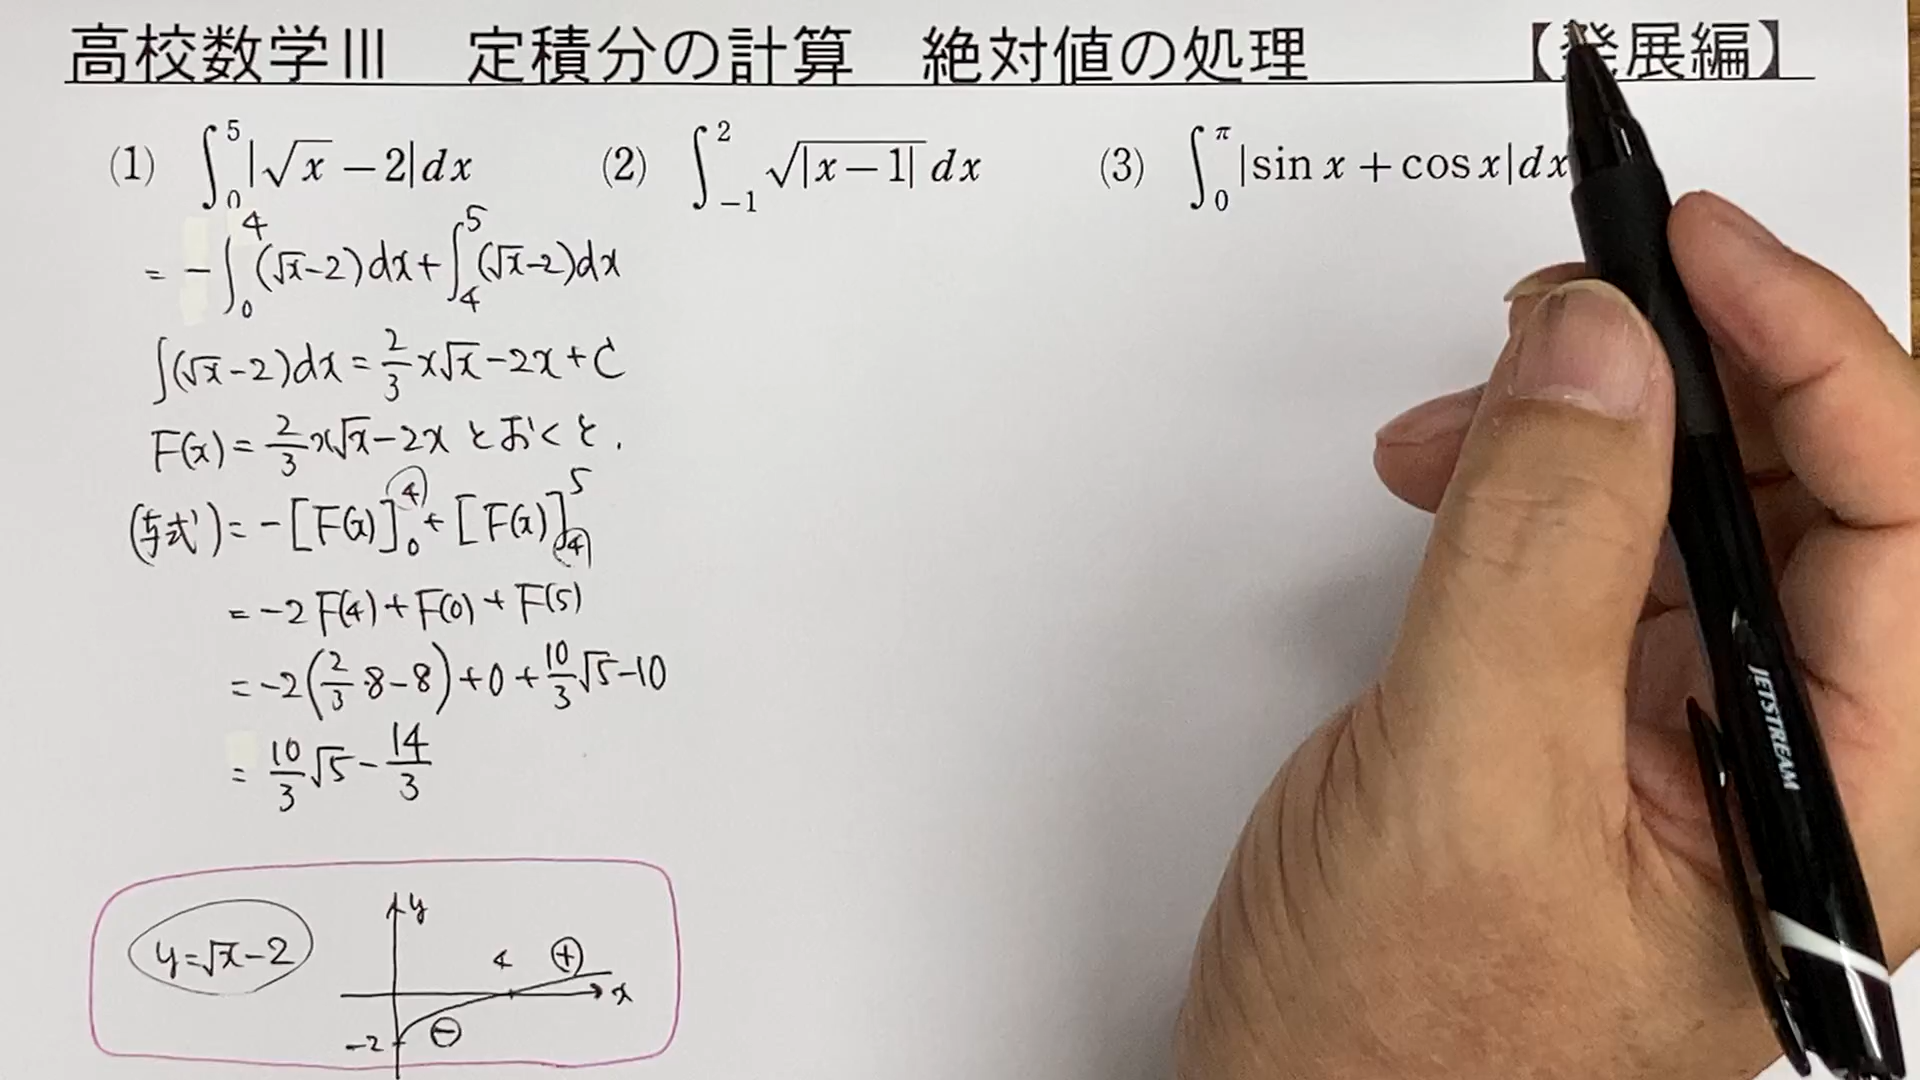 高校数学Ⅲ 定積分の計算 絶対値の処理 【発展編】
(1) ∫₀⁵|√x − 2|dx (2) ∫₋₁²√|x−1| dx (3) ∫₀^π|sin x + cos x|dx
= −∫₀⁴(√x−2)dx+∫₄⁵(√x−2)dx
∫(√x−2)dx = 2/3 x√x−2x+C
F(x) = 2/3 x√x−2x とおくと,
(与式) = −[F(x)]₀⁴ + [F(x)]₄⁵
= −2F(4)+F(0)+F(5)
= −2(2/3·8−8)+0+10/3√5−10
= 10/3√5 − 14/3
y=√x−2
y
4 ⊕
x
−2 ⊖
JETSTREAM